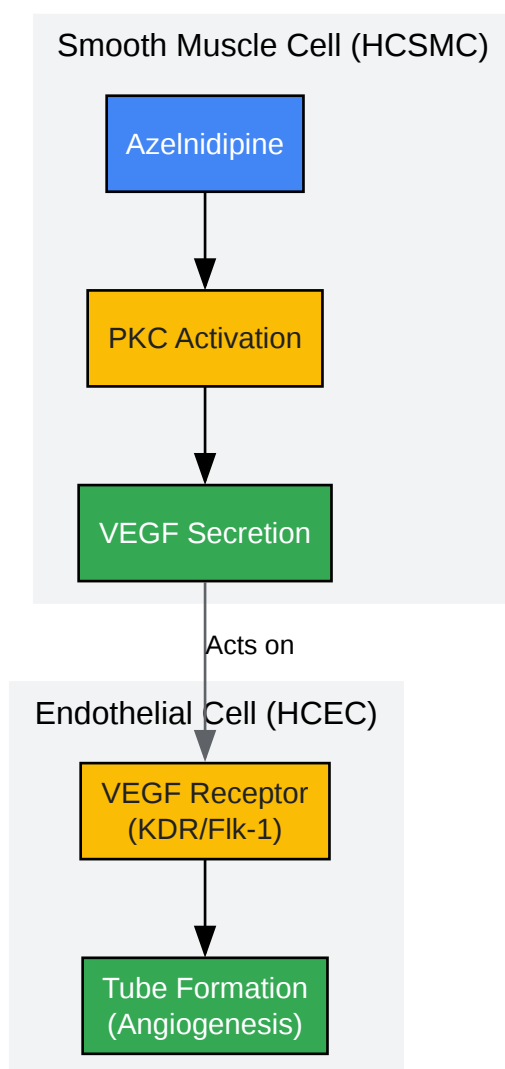 Smooth Muscle Cell (HCSMC)
Azelnidipine
PKC Activation
VEGF Secretion
Acts on
Endothelial Cell (HCEC)
VEGF Receptor
(KDR/Flk-1)
Tube Formation
(Angiogenesis)